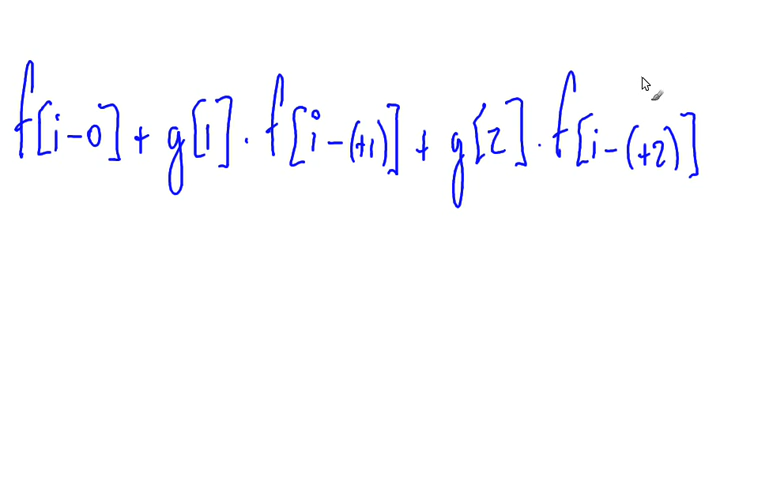 f[i-0] + g[1] · f[i-(+1)] + g[2] · f[i-(+2)]